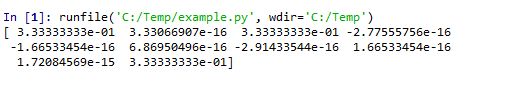 In [1]: runfile('C:/Temp/example.py', wdir='C:/Temp')
[ 3.33333333e-01 3.33066907e-16 3.33333333e-01 -2.77555756e-16
-1.66533454e-16 6.86950496e-16 -2.91433544e-16 1.66533454e-16
1.72084569e-15 3.33333333e-01]